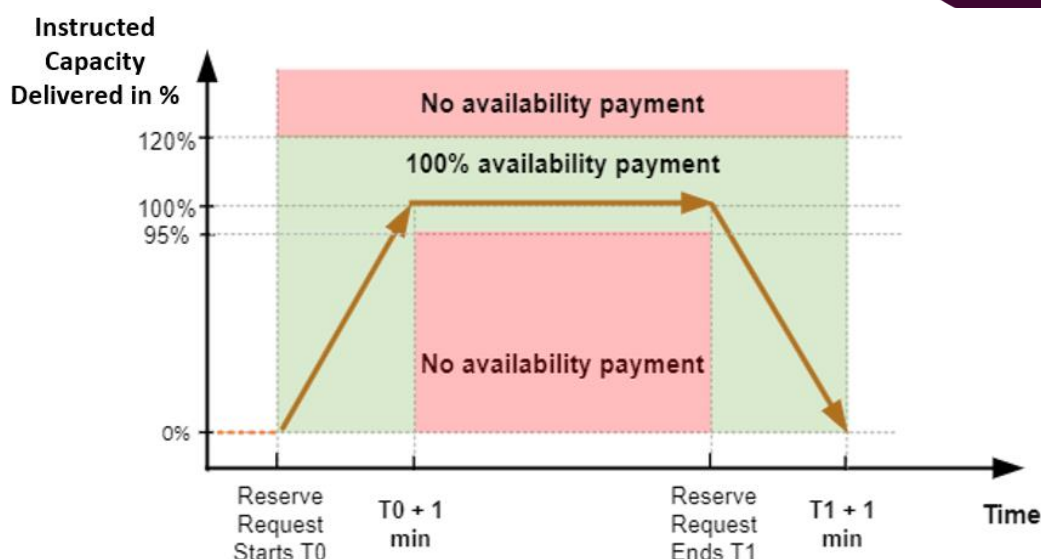 Instructed
Capacity
Delivered in %
No availability payment
120%
100% availability payment
100%
95%
No availability payment
0%
Reserve
Request
Starts T0
T0 + 1
min
Reserve
Request
Ends T1
T1 + 1
min
Time